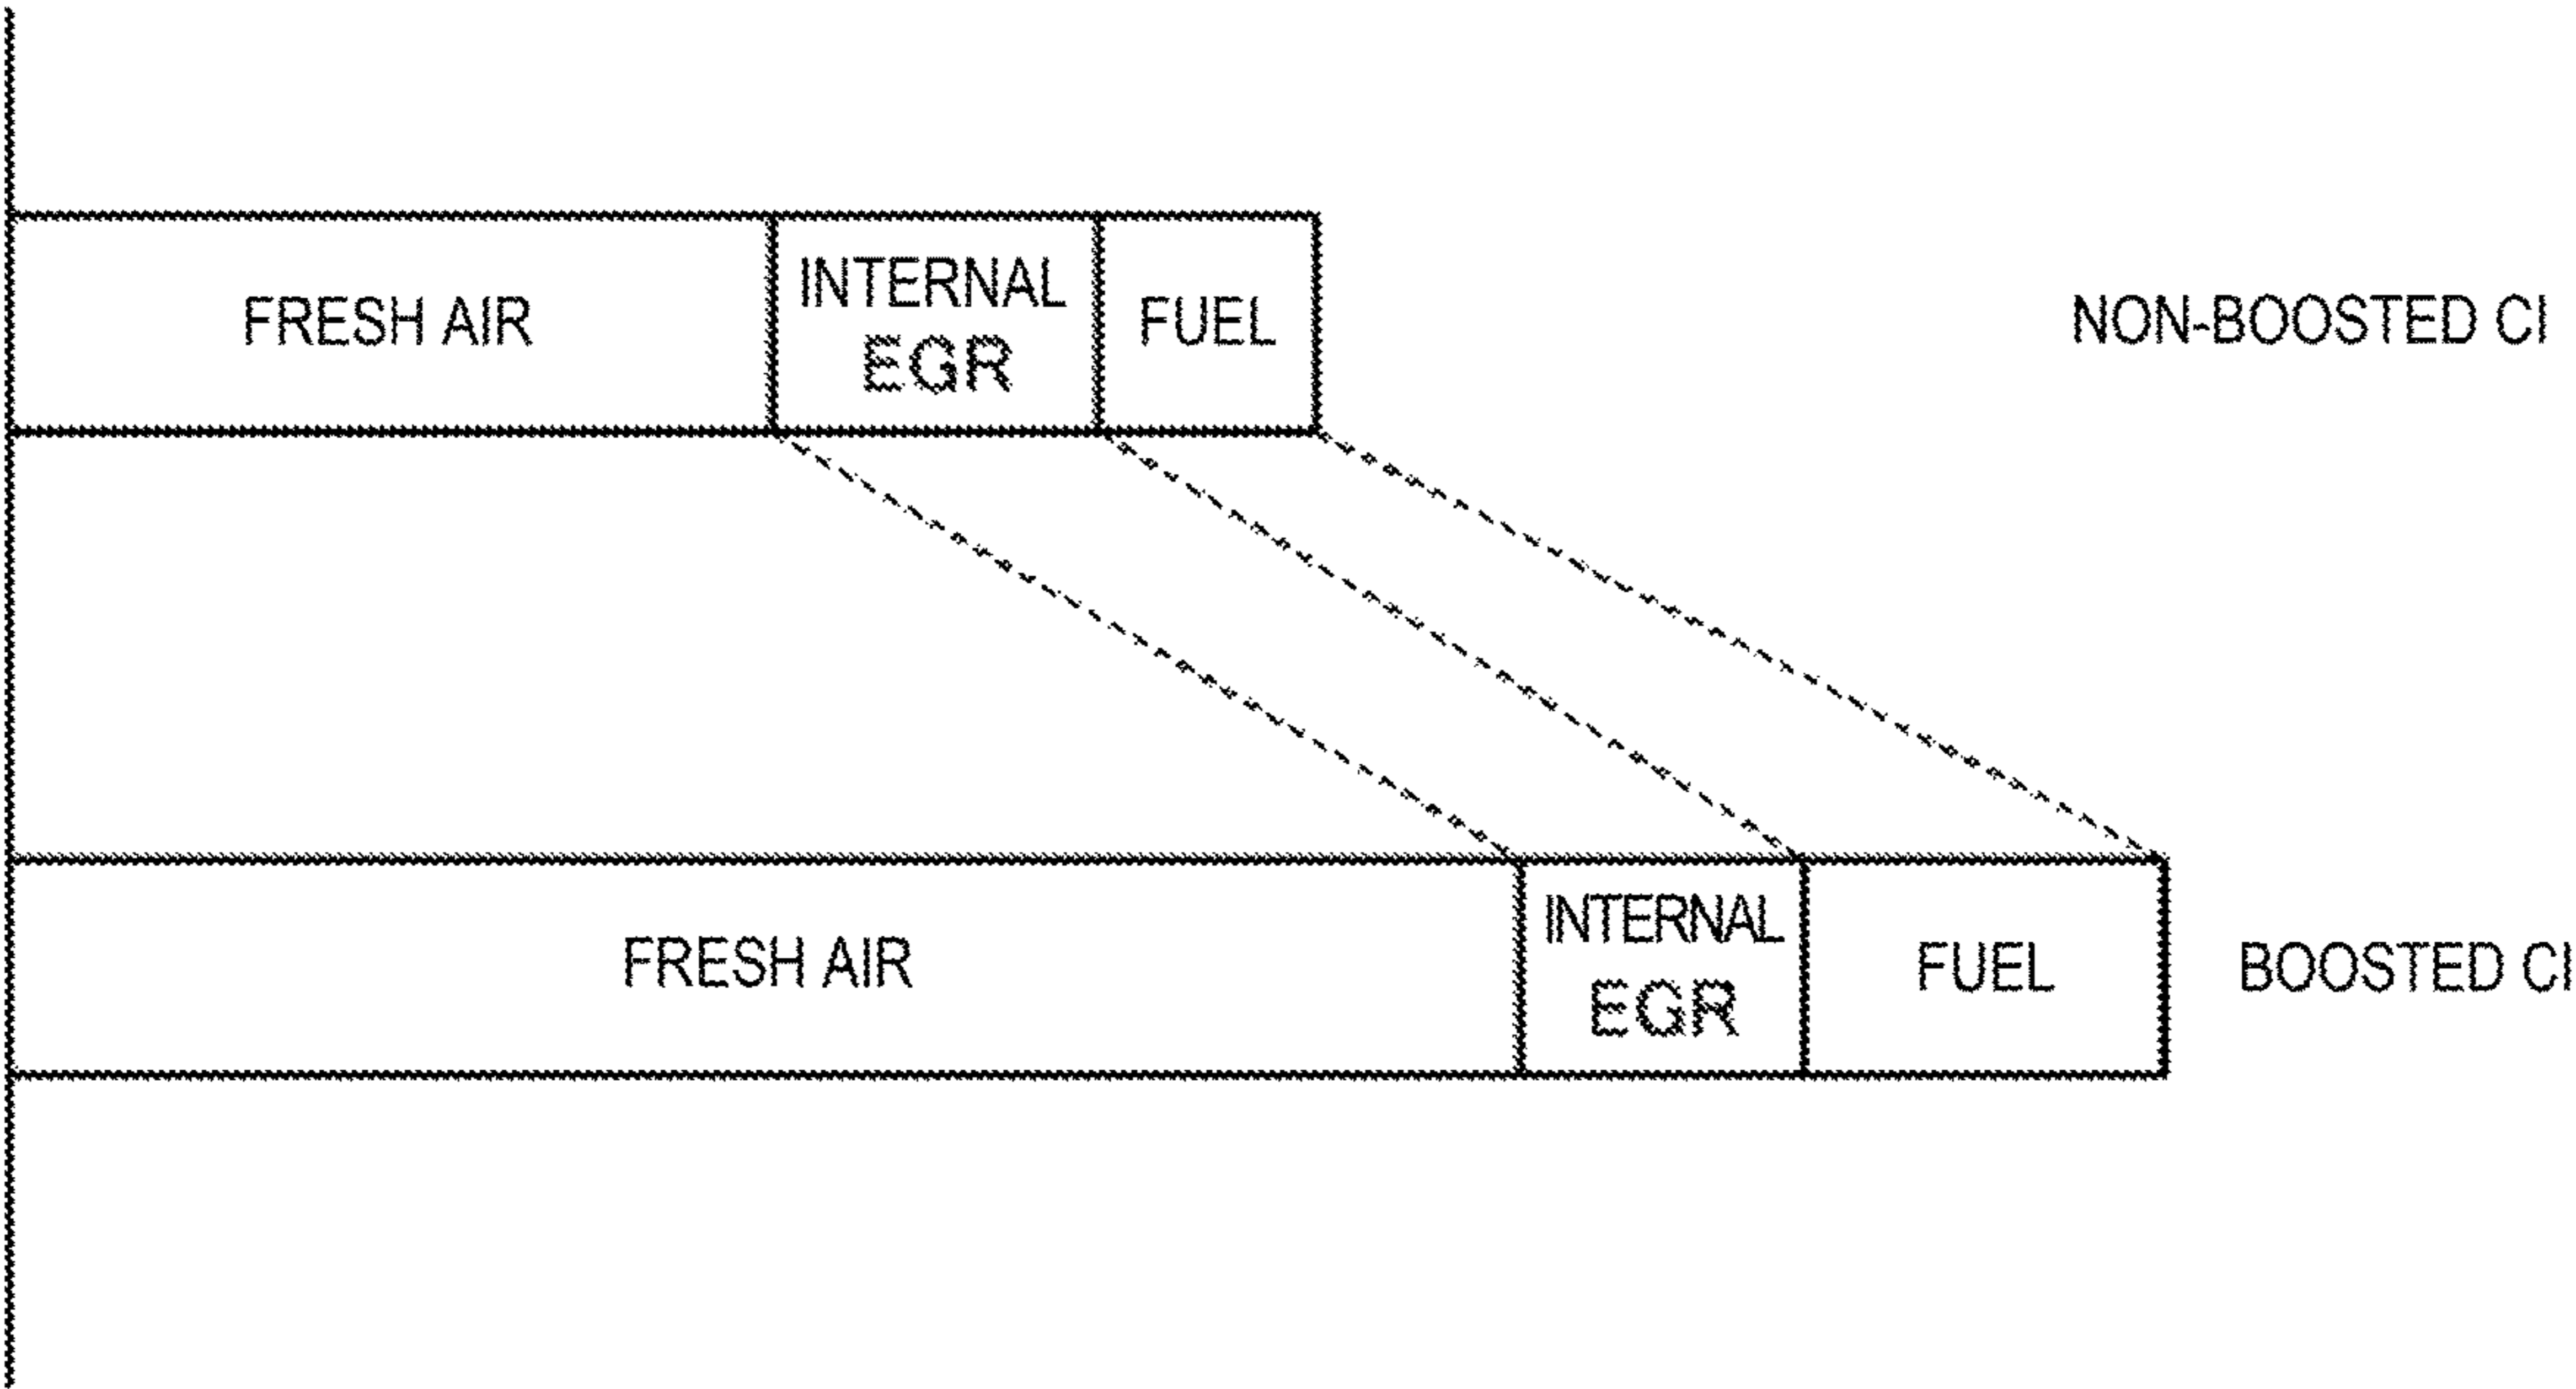 FRESH AIR
INTERNAL
EGR
FUEL
NON-BOOSTED CI
FRESH AIR
INTERNAL
EGR
FUEL
BOOSTED CI